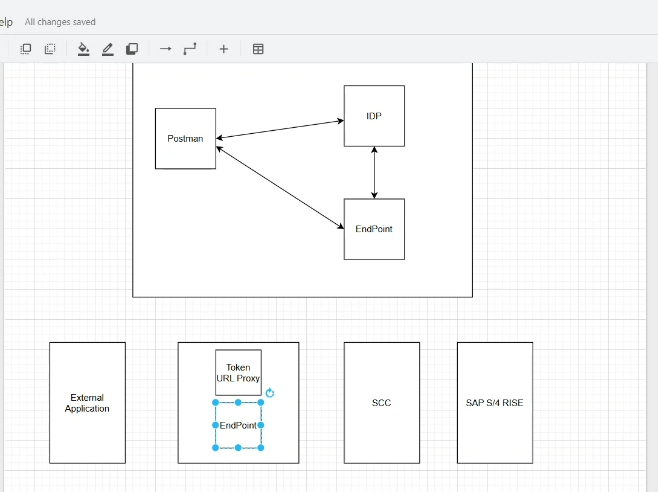 elp All changes saved
IDP
Postman
EndPoint
Token
URL Proxy
External
Application
EndPoint
SCC
SAP S/4 RISE